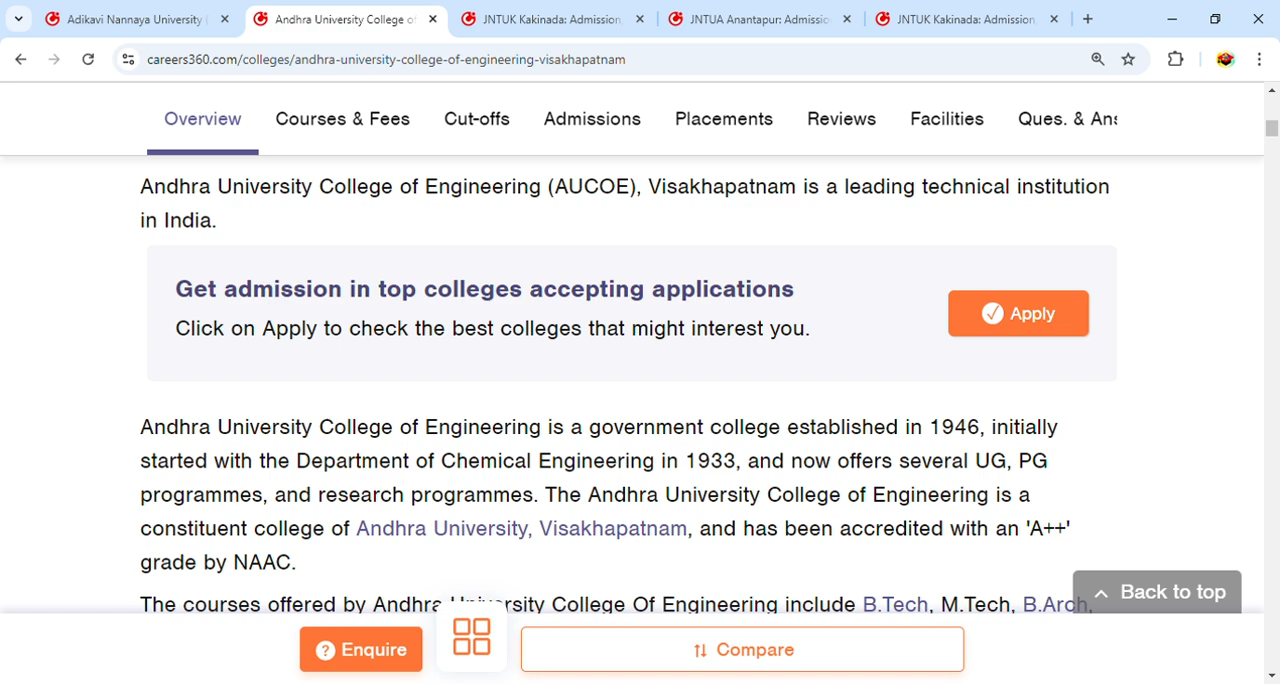 Adikavi Nannaya University
Andhra University College of
JNTUK Kakinada: Admission,
JNTUA Anantapur: Admissio
JNTUK Kakinada: Admission,
careers360.com/colleges/andhra-university-college-of-engineering-visakhapatnam
Overview Courses & Fees Cut-offs Admissions Placements Reviews Facilities Ques. & Ans
Andhra University College of Engineering (AUCOE), Visakhapatnam is a leading technical institution
in India.
Get admission in top colleges accepting applications
Click on Apply to check the best colleges that might interest you.
Apply
Andhra University College of Engineering is a government college established in 1946, initially
started with the Department of Chemical Engineering in 1933, and now offers several UG, PG
programmes, and research programmes. The Andhra University College of Engineering is a
constituent college of Andhra University, Visakhapatnam, and has been accredited with an 'A++'
grade by NAAC.
Back to top
The courses offered by Andhra University College Of Engineering include B.Tech, M.Tech, B.Arch,
Enquire
Compare